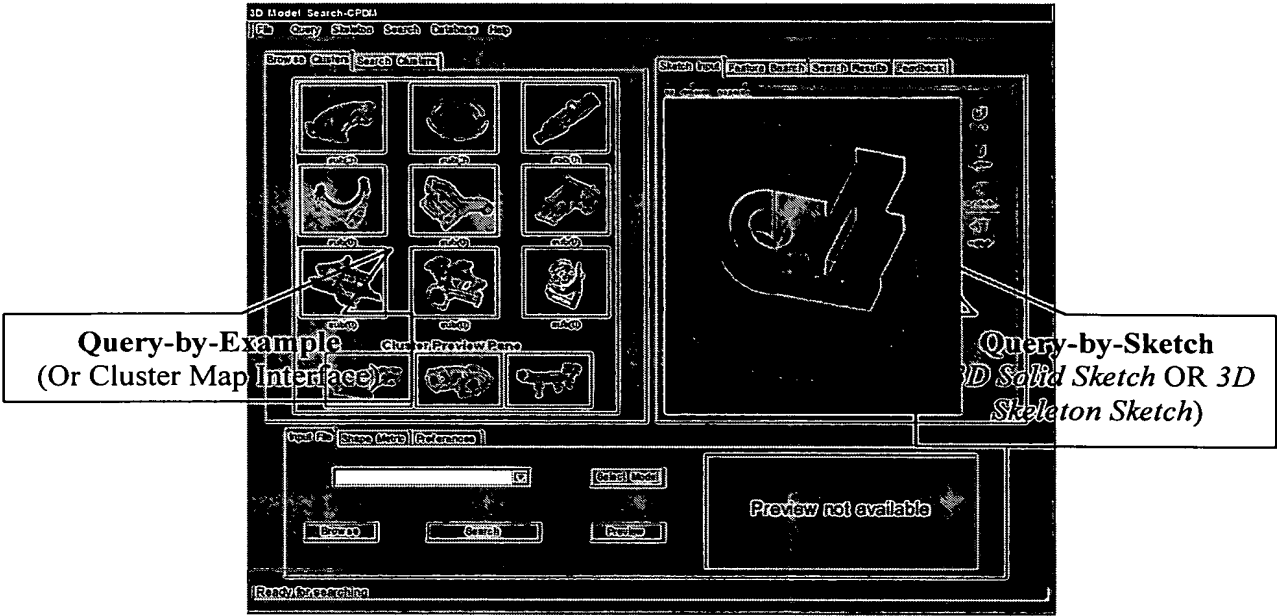 3D Model Search-CPDM
File Query Skeleton Search Database Help
Browse Clusters Search Clusters
Sketch Input Feature Search Search Results Feedback
Cluster Preview Pane
Query-by-Example
(Or Cluster Map Interface)
Query-by-Sketch
3D Solid Sketch OR 3D
Skeleton Sketch)
Input File Shape Metric Preferences
Select Model
Preview not available
Browse Search Preview
Ready for searching